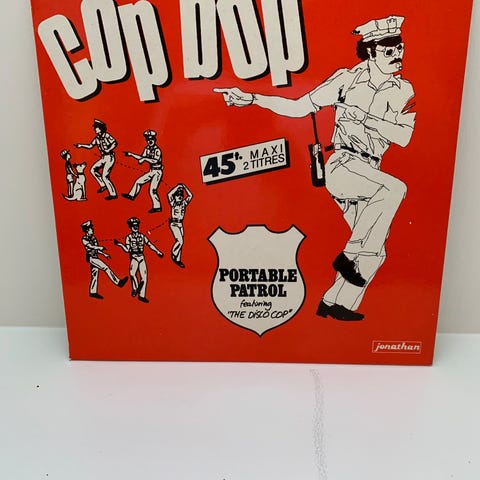 cop bop
45t. MAXI
2 TITRES
PORTABLE
PATROL
featuring
"THE DISCO COP"
jonathan